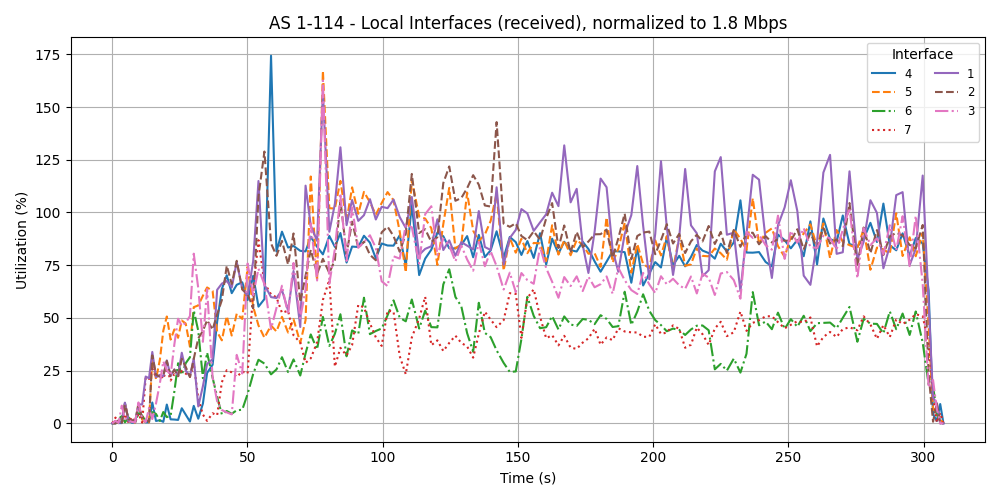 AS 1-114 - Local Interfaces (received), normalized to 1.8 Mbps
Utilization (%)
175
150
125
100
75
50
25
0
0 50 100 150 200 250 300
Time (s)
Interface
4 1
5 2
6 3
7